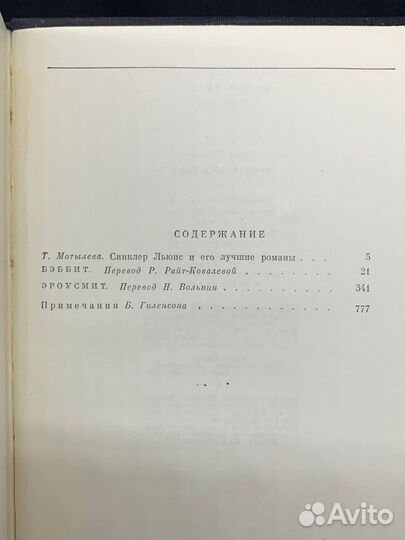 СОДЕРЖАНИЕ
Т. Мотылева. Синклер Льюис и его лучшие романы . . . 5
БЭББИТ. Перевод Р. Райт-Ковалевой . . . . . . . . 21
ЭРОУСМИТ. Перевод Н. Вольпин . . . . . . . . . . 341
Примечания Б. Гиленсона . . . . . . . . . . . . 777
Avito